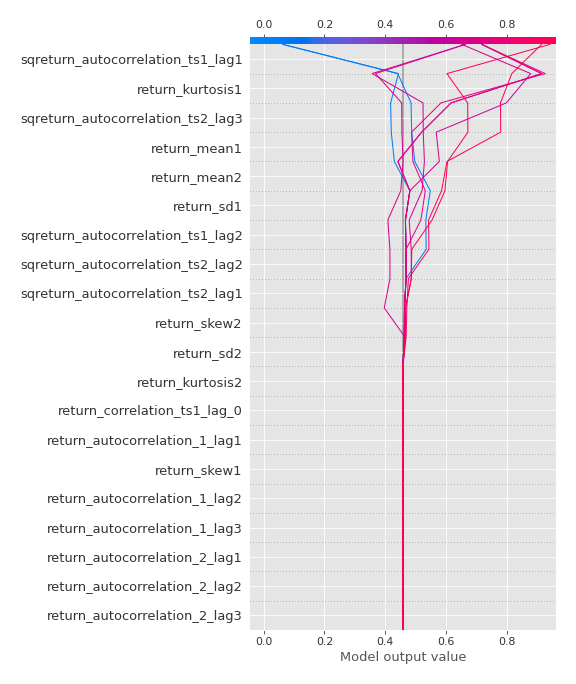 0.0 0.2 0.4 0.6 0.8
sqreturn_autocorrelation_ts1_lag1
return_kurtosis1
sqreturn_autocorrelation_ts2_lag3
return_mean1
return_mean2
return_sd1
sqreturn_autocorrelation_ts1_lag2
sqreturn_autocorrelation_ts2_lag2
sqreturn_autocorrelation_ts2_lag1
return_skew2
return_sd2
return_kurtosis2
return_correlation_ts1_lag_0
return_autocorrelation_1_lag1
return_skew1
return_autocorrelation_1_lag2
return_autocorrelation_1_lag3
return_autocorrelation_2_lag1
return_autocorrelation_2_lag2
return_autocorrelation_2_lag3
0.0 0.2 0.4 0.6 0.8
Model output value